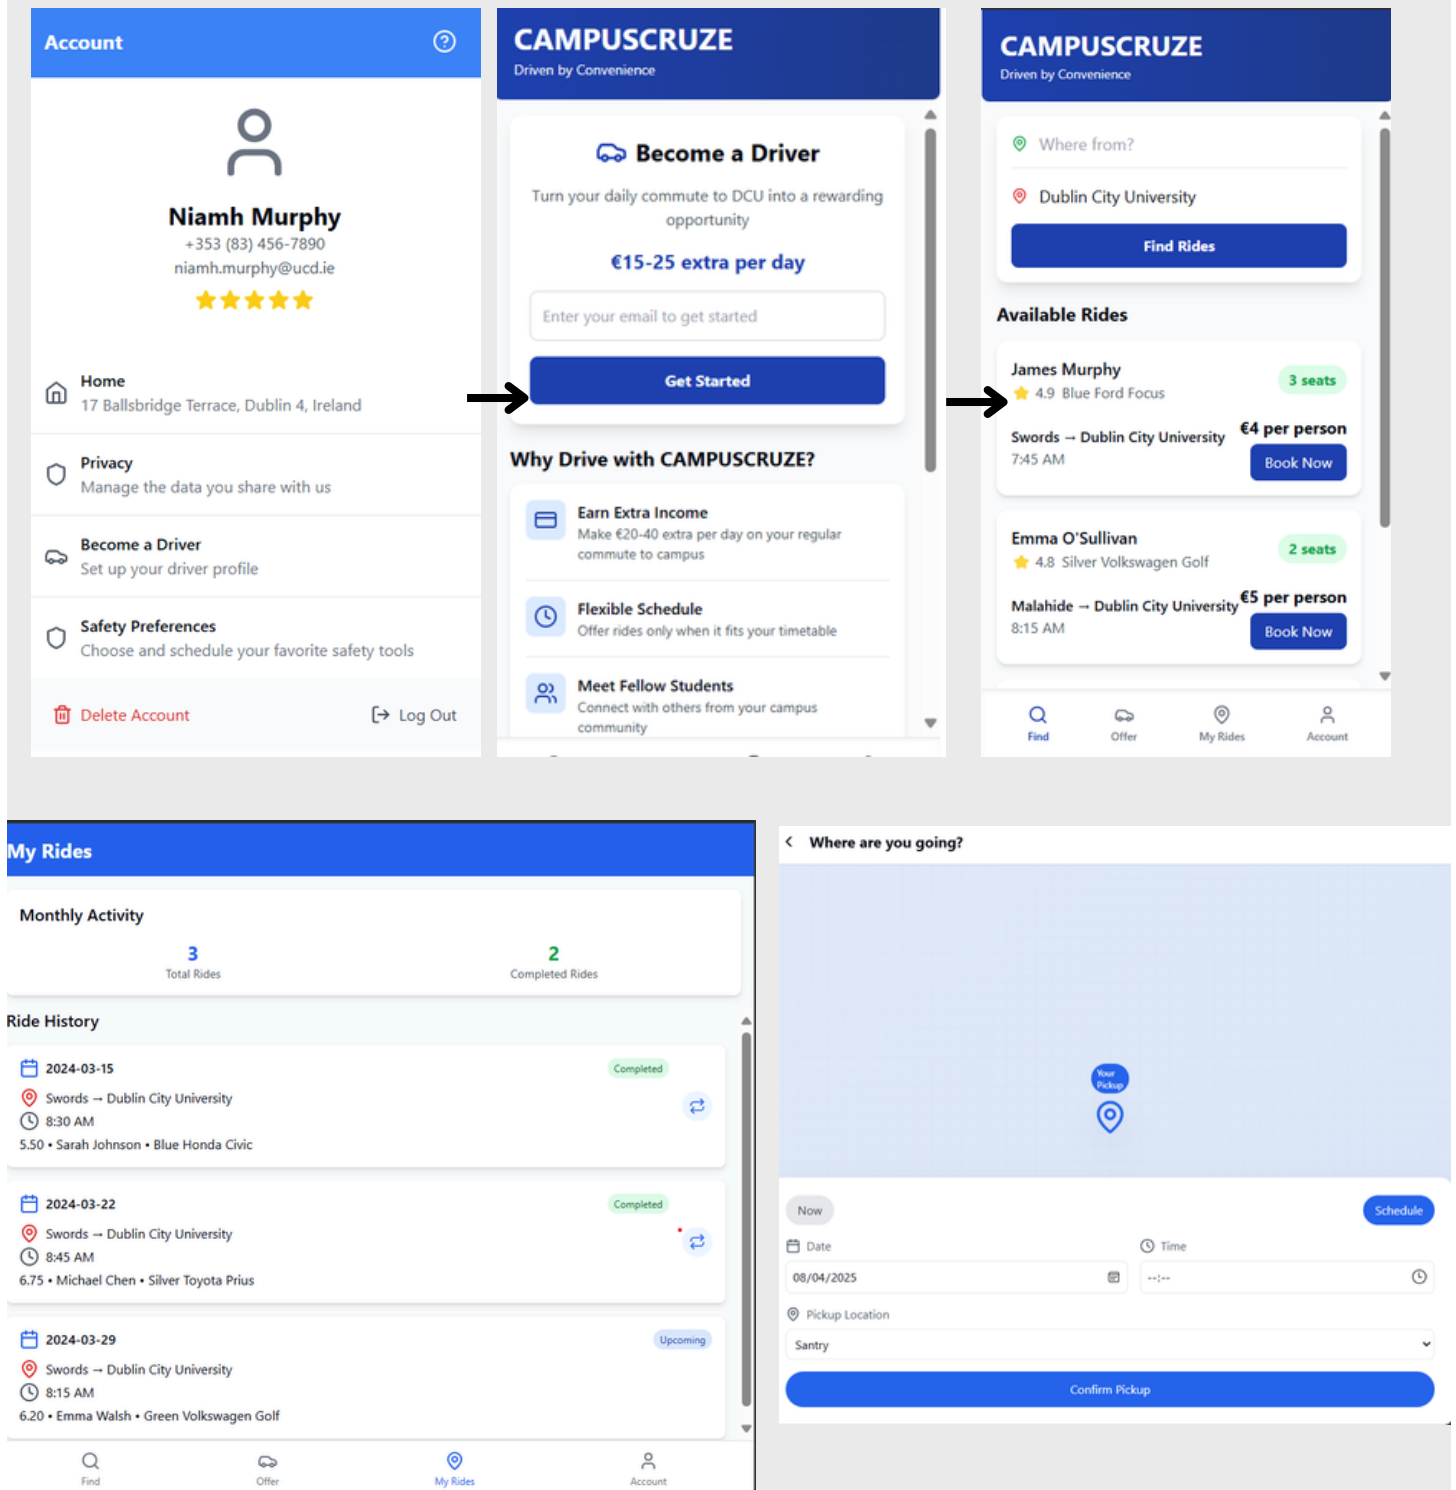 Account
Niamh Murphy
+353 (83) 456-7890
niamh.murphy@ucd.ie
Home
17 Ballsbridge Terrace, Dublin 4, Ireland
Privacy
Manage the data you share with us
Become a Driver
Set up your driver profile
Safety Preferences
Choose and schedule your favorite safety tools
Delete Account
Log Out
CAMPUSCRUZE
Driven by Convenience
Become a Driver
Turn your daily commute to DCU into a rewarding
opportunity
€15-25 extra per day
Enter your email to get started
Get Started
Why Drive with CAMPUSCRUZE?
Earn Extra Income
Make €20-40 extra per day on your regular
commute to campus
Flexible Schedule
Offer rides only when it fits your timetable
Meet Fellow Students
Connect with others from your campus
community
CAMPUSCRUZE
Driven by Convenience
Where from?
Dublin City University
Find Rides
Available Rides
James Murphy
3 seats
4.9 Blue Ford Focus
€4 per person
Swords → Dublin City University
7:45 AM
Book Now
Emma O'Sullivan
2 seats
4.8 Silver Volkswagen Golf
€5 per person
Malahide → Dublin City University
8:15 AM
Book Now
Find
Offer
My Rides
Account
My Rides
Monthly Activity
3
Total Rides
2
Completed Rides
Ride History
2024-03-15
Completed
Swords → Dublin City University
8:30 AM
5.50 • Sarah Johnson • Blue Honda Civic
2024-03-22
Completed
Swords → Dublin City University
8:45 AM
6.75 • Michael Chen • Silver Toyota Prius
2024-03-29
Upcoming
Swords → Dublin City University
8:15 AM
6.20 • Emma Walsh • Green Volkswagen Golf
Find
Offer
My Rides
Account
Where are you going?
Your
Pickup
Now
Schedule
Date
Time
08/04/2025
--:--
Pickup Location
Santry
Confirm Pickup